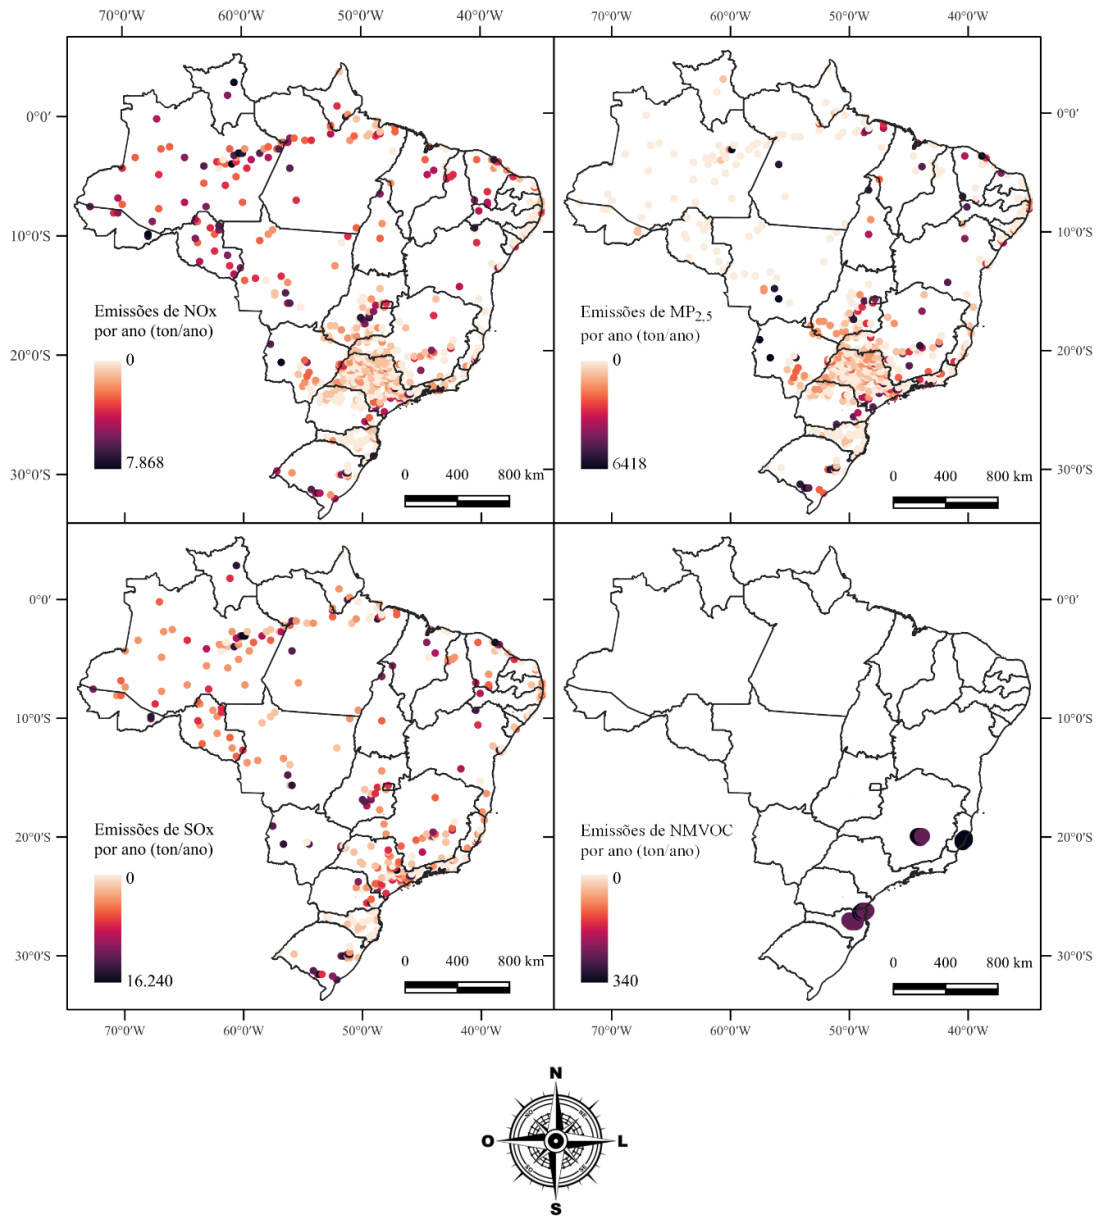 70°0′W 60°0′W 50°0′W 40°0′W 70°0′W 60°0′W 50°0′W 40°0′W
0°0′ 0°0′
10°0′S 10°0′S
20°0′S 20°0′S
30°0′S 30°0′S
Emissões de NOx
por ano (ton/ano)
0
7.868
0 400 800 km
Emissões de MP2,5
por ano (ton/ano)
0
6418
0 400 800 km
0°0′ 0°0′
10°0′S 10°0′S
20°0′S 20°0′S
30°0′S 30°0′S
Emissões de SOx
por ano (ton/ano)
0
16.240
0 400 800 km
Emissões de NMVOC
por ano (ton/ano)
0
340
0 400 800 km
70°0′W 60°0′W 50°0′W 40°0′W 70°0′W 60°0′W 50°0′W 40°0′W
N
NO NE
O L
SO SE
S